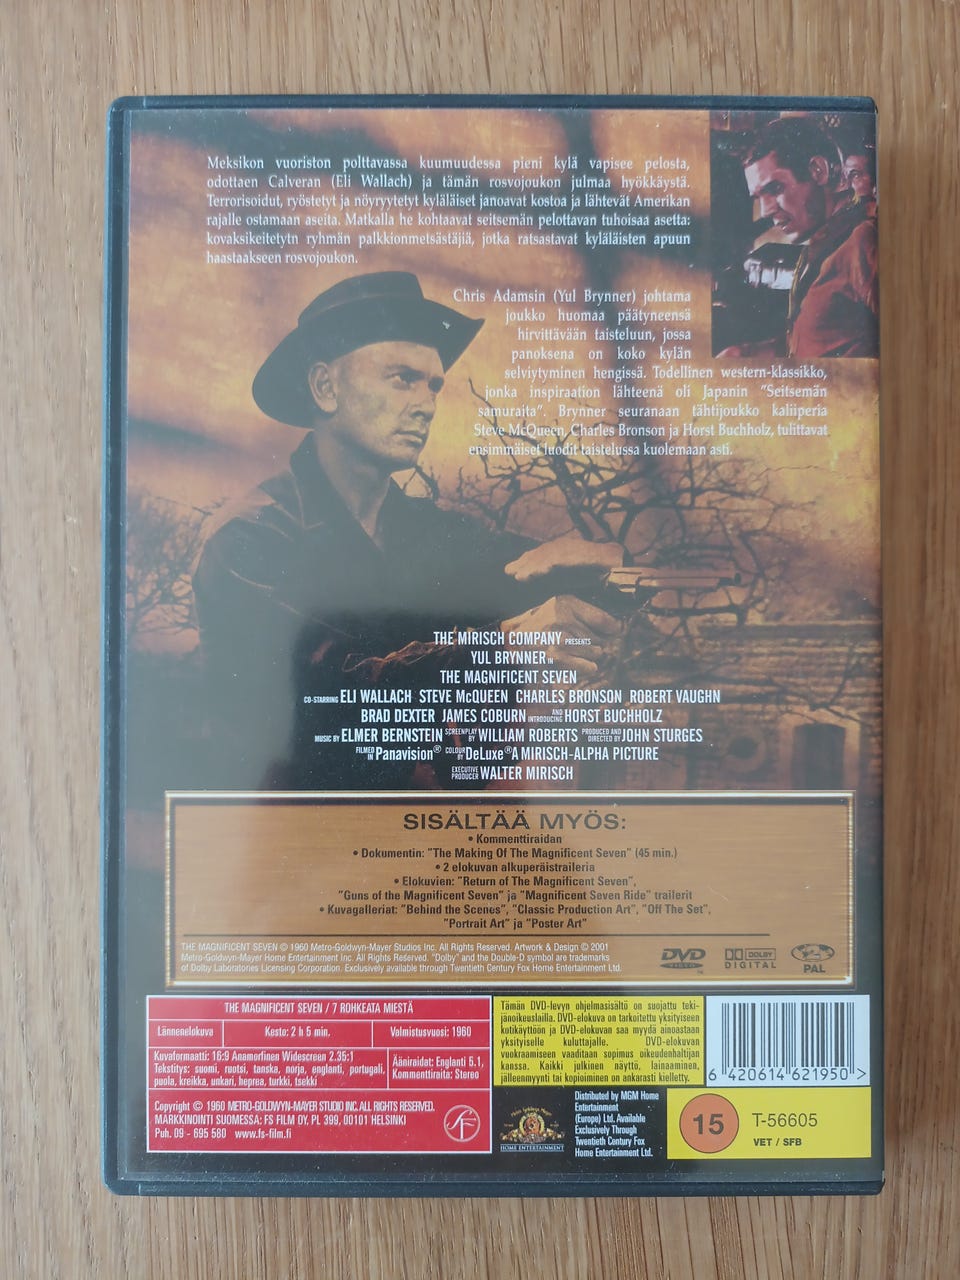 Meksikon vuoriston polttavassa kuumuudessa pieni kylä vapisee pelosta,
odottaen Calveran (Eli Wallach) ja tämän rosvojoukon julmaa hyökkäystä.
Terrorisoidut, ryöstetyt ja nöyryytetyt kyläläiset janoavat kostoa ja lähtevät Amerikan
rajalle ostamaan aseita. Matkalla he kohtaavat seitsemän pelottavan tuhoisaa asetta:
kovaksikeitetytn ryhmän palkkionmetsästäjiä, jotka ratsastavat kyläläisten apuun
haastaakseen rosvojoukon.
Chris Adamsin (Yul Brynner) johtama
joukko huomaa päätyneensä
hirvittävään taisteluun, jossa
panoksena on koko kylän
selviytyminen hengissä. Todellinen western-klassikko,
jonka inspiraation lähteenä oli Japanin "Seitsemän
samuraita". Brynner seuranaan tähtijoukko kaliiperia
Steve McQueen, Charles Bronson ja Horst Buchholz, tulittavat
ensimmäiset luodit taistelussa kuolemaan asti.
THE MIRISCH COMPANY PRESENTS
YUL BRYNNER IN
THE MAGNIFICENT SEVEN
CO-STARRING ELI WALLACH STEVE McQUEEN CHARLES BRONSON ROBERT VAUGHN
BRAD DEXTER JAMES COBURN AND INTRODUCING HORST BUCHHOLZ
MUSIC BY ELMER BERNSTEIN SCREENPLAY BY WILLIAM ROBERTS PRODUCED AND DIRECTED BY JOHN STURGES
FILMED IN Panavision® COLOUR BY DeLuxe® A MIRISCH-ALPHA PICTURE
EXECUTIVE PRODUCER WALTER MIRISCH
SISÄLTÄÄ MYÖS:
• Kommenttiraidan
• Dokumentin: "The Making Of The Magnificent Seven" (45 min.)
• 2 elokuvan alkuperäistraileria
• Elokuvien: "Return of The Magnificent Seven",
"Guns of the Magnificent Seven" ja "Magnificent Seven Ride" trailerit
• Kuvagalleriat: "Behind the Scenes", "Classic Production Art", "Off The Set",
"Portrait Art" ja "Poster Art"
THE MAGNIFICENT SEVEN © 1960 Metro-Goldwyn-Mayer Studios Inc. All Rights Reserved. Artwork & Design © 2001
Metro-Goldwyn-Mayer Home Entertainment Inc. All Rights Reserved. "Dolby" and the Double-D symbol are trademarks
of Dolby Laboratories Licensing Corporation. Exclusively available through Twentieth Century Fox Home Entertainment Ltd.
DVD VIDEO TM
DOLBY DIGITAL
PAL
THE MAGNIFICENT SEVEN / 7 ROHKEATA MIESTÄ
Lännenelokuva Kesto: 2 h 5 min. Valmistusvuosi: 1960
Kuvaformaatti: 16:9 Anamorfinen Widescreen 2.35:1
Tekstitys: suomi, ruotsi, tanska, norja, englanti, portugali,
puola, kreikka, unkari, heprea, turkki, tsekki
Ääniraidat: Englanti 5.1,
Kommenttiraita: Stereo
Copyright © 1960 METRO-GOLDWYN-MAYER STUDIO INC. ALL RIGHTS RESERVED.
MARKKINOINTI SUOMESSA: FS FILM OY, PL 399, 00101 HELSINKI
Puh. 09 - 695 580 www.fs-film.fi
SF
Tämän DVD-levyn ohjelmasisältö on suojattu teki-
jänoikeuslailla. DVD-elokuva on tarkoitettu yksityiseen
kotikäyttöön ja DVD-elokuvan saa myydä ainoastaan
yksityiselle kuluttajalle. DVD-elokuvan
vuokraamiseen vaaditaan sopimus oikeudenhaltijan
kanssa. Kaikki julkinen näyttö, lainaaminen,
jälleenmyynti tai kopioiminen on ankarasti kielletty.
6 420614 621950 >
HOME ENTERTAINMENT
Distributed by MGM Home
Entertainment
(Europe) Ltd. Available
Exclusively Through
Twentieth Century Fox
Home Entertainment Ltd.
15
T-56605
VET / SFB